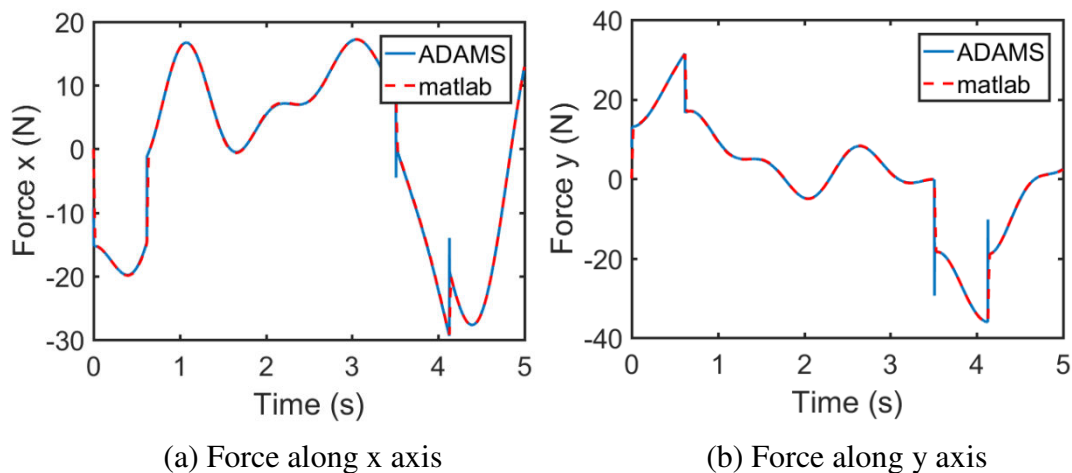 20
10
0
-10
-20
-30
Force x (N)
ADAMS
matlab
0 1 2 3 4 5
Time (s)
(a) Force along x axis
40
20
0
-20
-40
Force y (N)
ADAMS
matlab
0 1 2 3 4 5
Time (s)
(b) Force along y axis